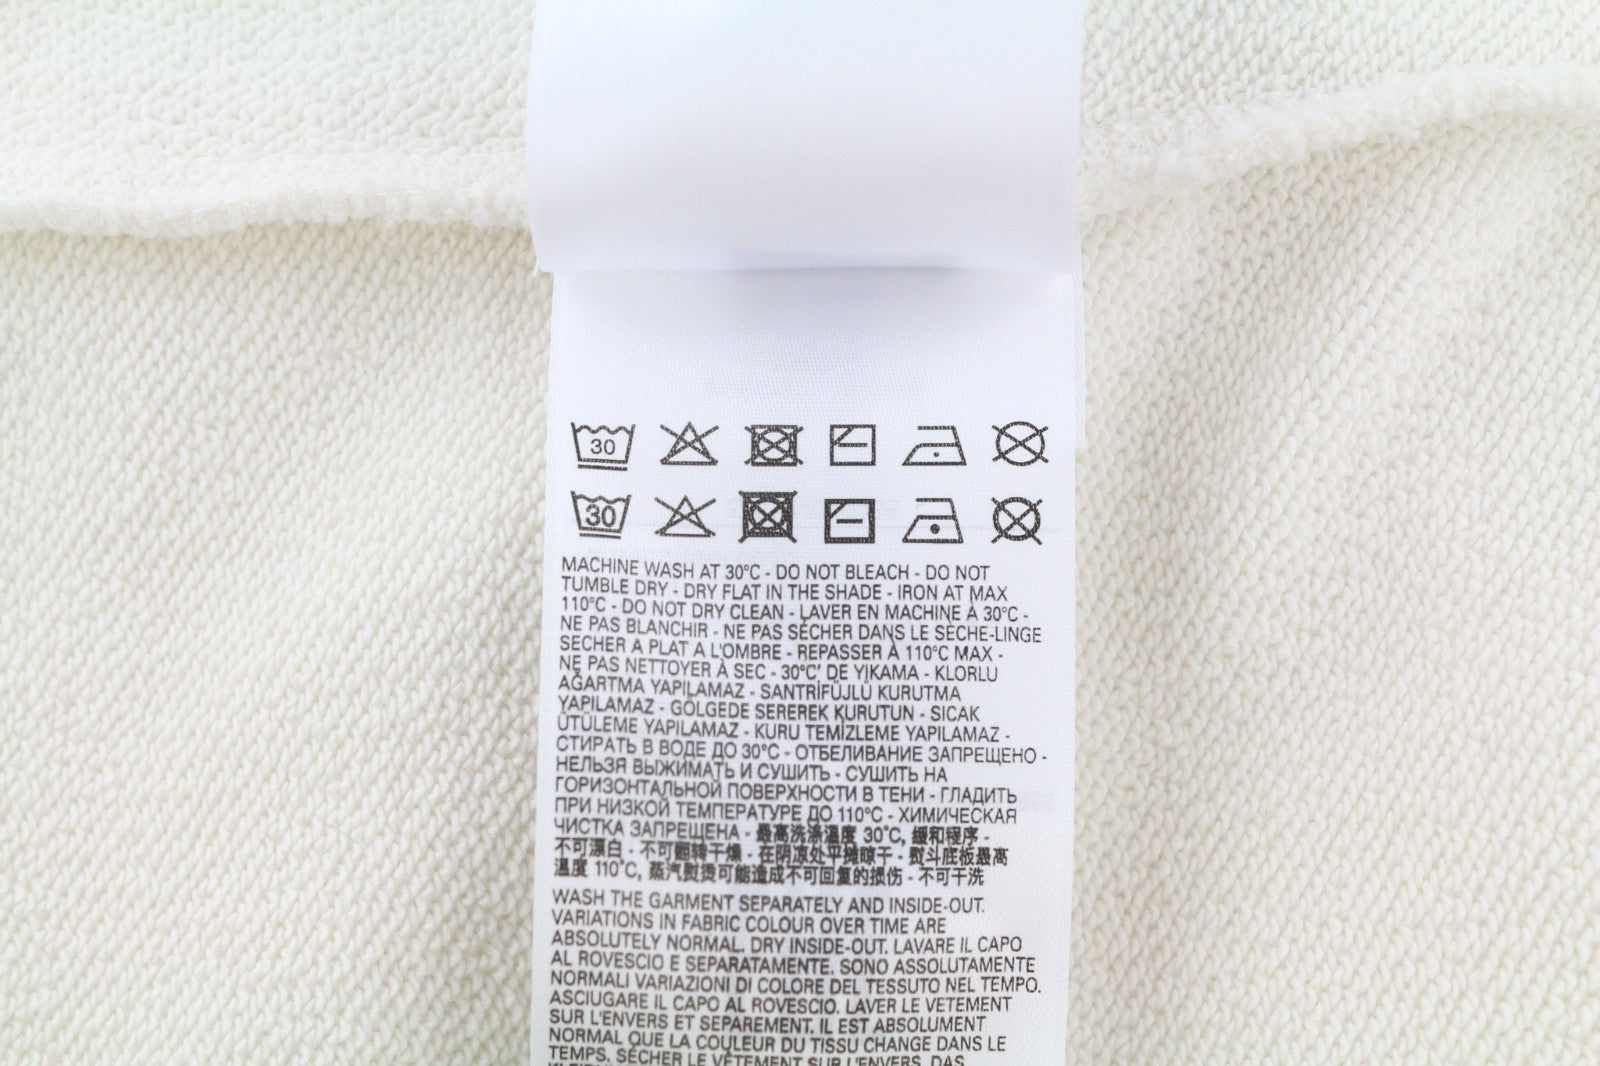 30
30
MACHINE WASH AT 30°C - DO NOT BLEACH - DO NOT
TUMBLE DRY - DRY FLAT IN THE SHADE - IRON AT MAX
110°C - DO NOT DRY CLEAN - LAVER EN MACHINE À 30°C -
NE PAS BLANCHIR - NE PAS SÉCHER DANS LE SÈCHE-LINGE
SECHER A PLAT A L'OMBRE - REPASSER À 110°C MAX -
NE PAS NETTOYER À SEC - 30°C' DE YIKAMA - KLORLU
AĞARTMA YAPILAMAZ - SANTRİFÜJLÜ KURUTMA
YAPILAMAZ - GÖLGEDE SEREREK KURUTUN - SICAK
ÜTÜLEME YAPILAMAZ - KURU TEMİZLEME YAPILAMAZ -
СТИРАТЬ В ВОДЕ ДО 30°C - ОТБЕЛИВАНИЕ ЗАПРЕЩЕНО -
НЕЛЬЗЯ ВЫЖИМАТЬ И СУШИТЬ - СУШИТЬ НА
ГОРИЗОНТАЛЬНОЙ ПОВЕРХНОСТИ В ТЕНИ - ГЛАДИТЬ
ПРИ НИЗКОЙ ТЕМПЕРАТУРЕ ДО 110°C - ХИМИЧЕСКАЯ
ЧИСТКА ЗАПРЕЩЕНА - 最高洗涤温度 30°C, 缓和程序 -
不可漂白 - 不可翻转干燥 - 在阴凉处平摊晾干 - 熨斗底板最高
温度 110°C, 蒸汽熨烫可能造成不可回复的损伤 - 不可干洗
WASH THE GARMENT SEPARATELY AND INSIDE-OUT.
VARIATIONS IN FABRIC COLOUR OVER TIME ARE
ABSOLUTELY NORMAL. DRY INSIDE-OUT. LAVARE IL CAPO
AL ROVESCIO E SEPARATAMENTE. SONO ASSOLUTAMENTE
NORMALI VARIAZIONI DI COLORE DEL TESSUTO NEL TEMPO.
ASCIUGARE IL CAPO AL ROVESCIO. LAVER LE VETEMENT
SUR L'ENVERS ET SEPAREMENT. IL EST ABSOLUMENT
NORMAL QUE LA COULEUR DU TISSU CHANGE DANS LE
TEMPS. SÉCHER LE VÊTEMENT SUR L'ENVERS. DAS